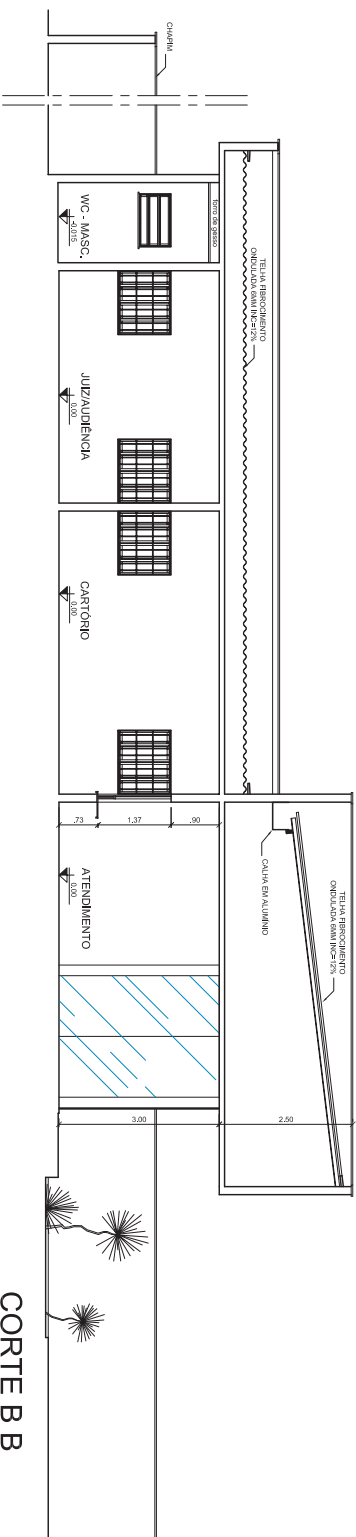 CHAPIM
TELHA FIBROCIMENTO
ONDULADA 6MM INC=12%
TELHA FIBROCIMENTO
ONDULADA 6MM INC=12%
CALHA EM ALUMÍNIO
2.50
forro de gesso
WC - MASC.
-0.015
JUIZ/AUDIÊNCIA
0.00
CARTÓRIO
0.00
.90
1.37
.73
ATENDIMENTO
0.00
3.00
CORTE B B